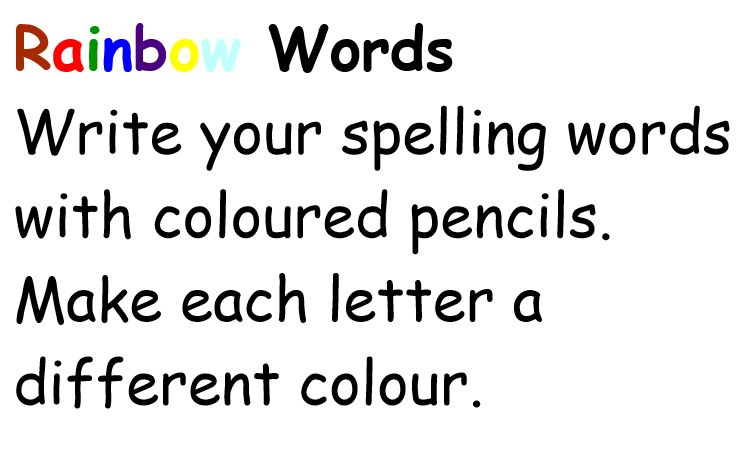 Rainbow Words
Write your spelling words
with coloured pencils.
Make each letter a
different colour.